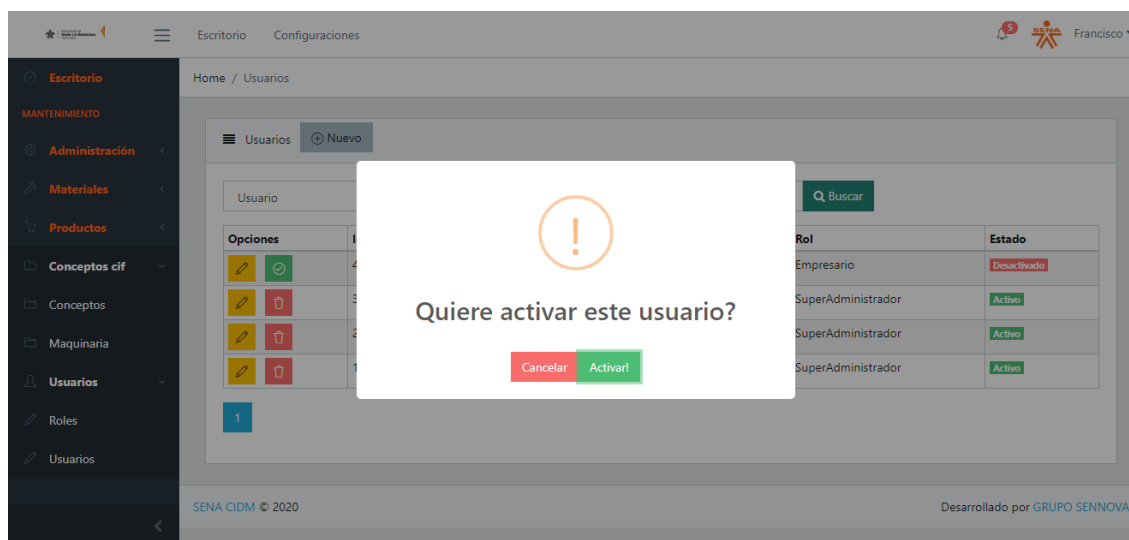 Escritorio Configuraciones 5 SENA Francisco
Escritorio
Home / Usuarios
MANTENIMIENTO
Usuarios Nuevo
Administración
Materiales
Usuario Buscar
Productos
Opciones Rol Estado
Conceptos cif
Empresario Desactivado
Conceptos
SuperAdministrador Activo
Quiere activar este usuario?
Maquinaria
SuperAdministrador Activo
Cancelar Activar!
SuperAdministrador Activo
Usuarios
Roles
1
Usuarios
SENA CIDM © 2020 Desarrollado por GRUPO SENNOVA